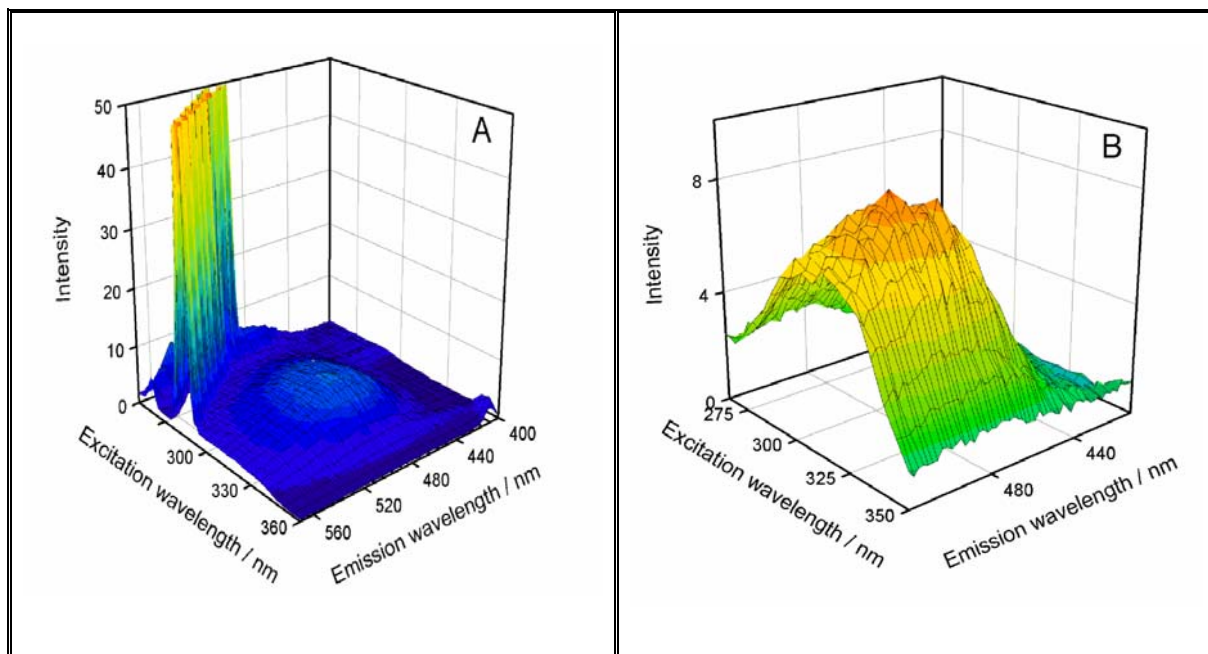 A
50
40
30
20
10
0
Intensity
300
330
360
Excitation wavelength / nm
560
520
480
440
400
Emission wavelength / nm
B
8
4
0
Intensity
275
300
325
350
Excitation wavelength / nm
480
440
Emission wavelength / nm